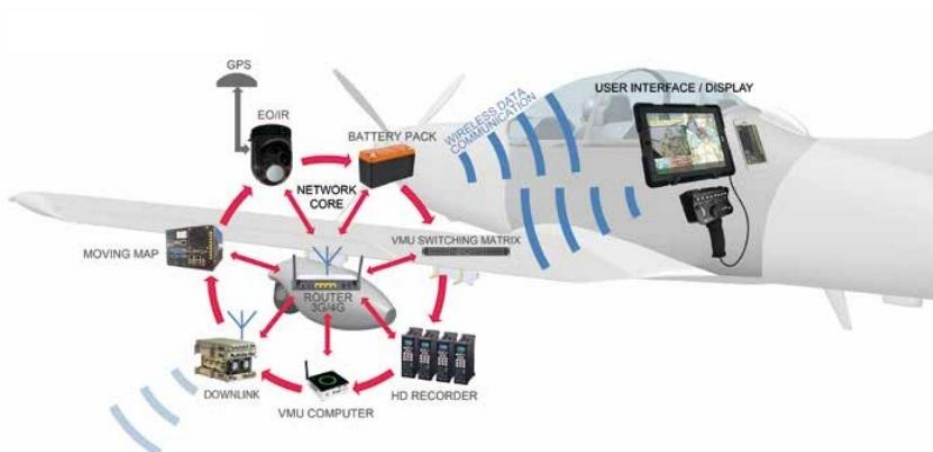 GPS
EO/IR
BATTERY PACK
WIRELESS DATA
COMMUNICATION
USER INTERFACE / DISPLAY
NETWORK
CORE
MOVING MAP
VMU SWITCHING MATRIX
ROUTER
3G/4G
DOWNLINK
VMU COMPUTER
HD RECORDER